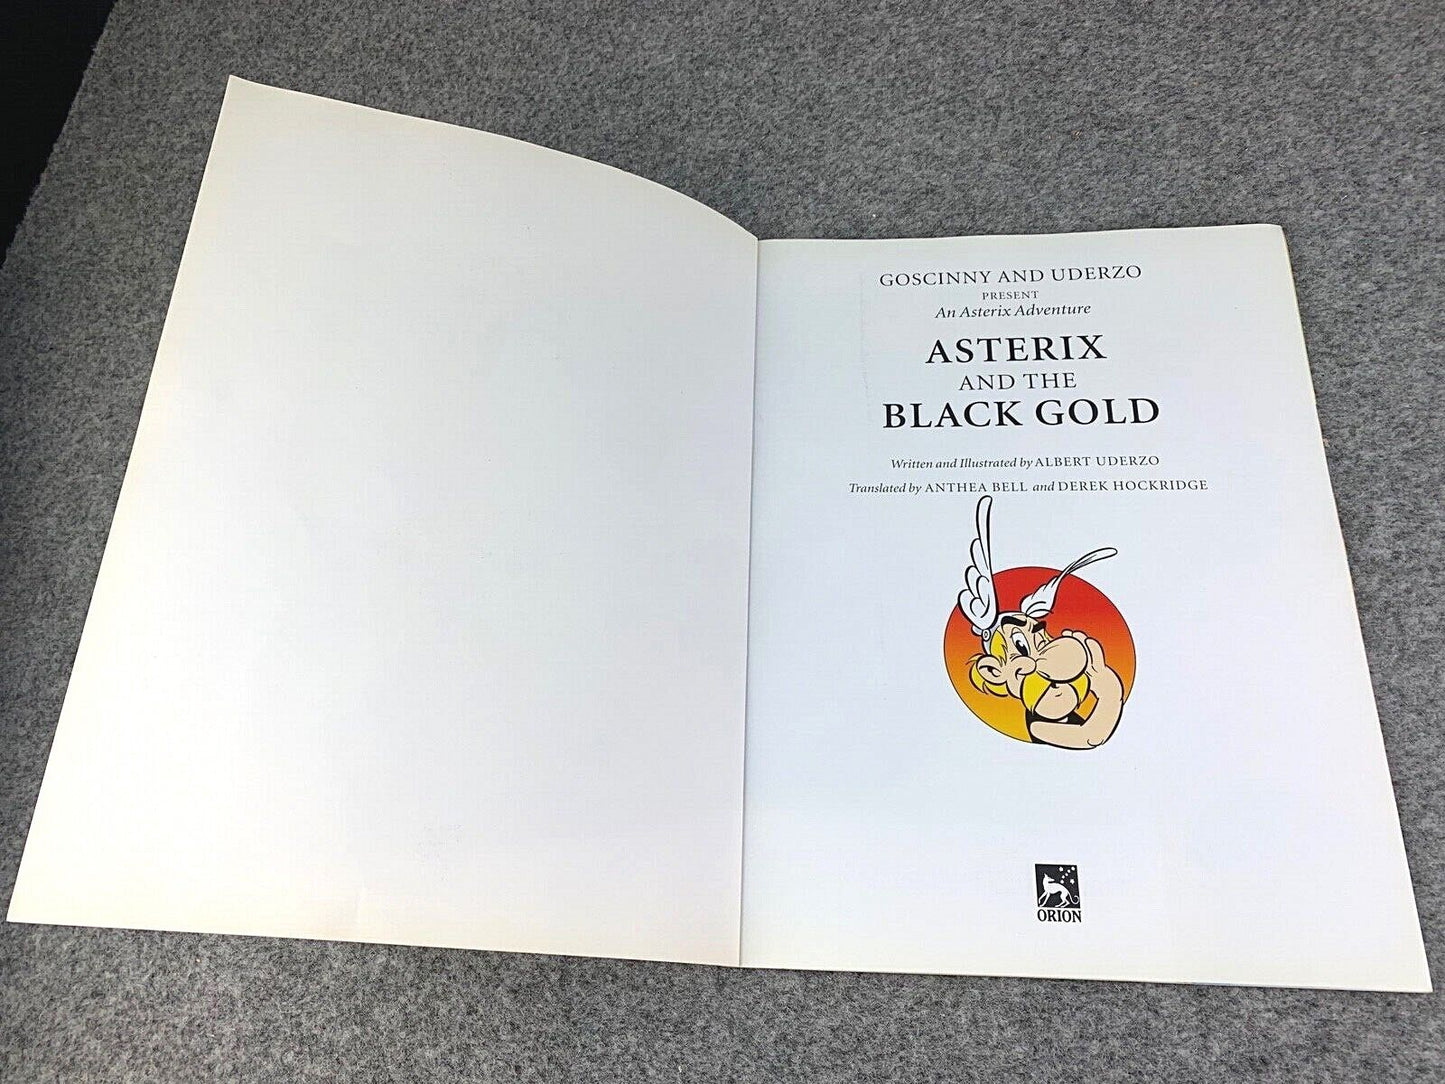 GOSCINNY AND UDERZO
PRESENT
An Asterix Adventure
ASTERIX
AND THE
BLACK GOLD
Written and Illustrated by ALBERT UDERZO
Translated by ANTHEA BELL and DEREK HOCKRIDGE
ORION